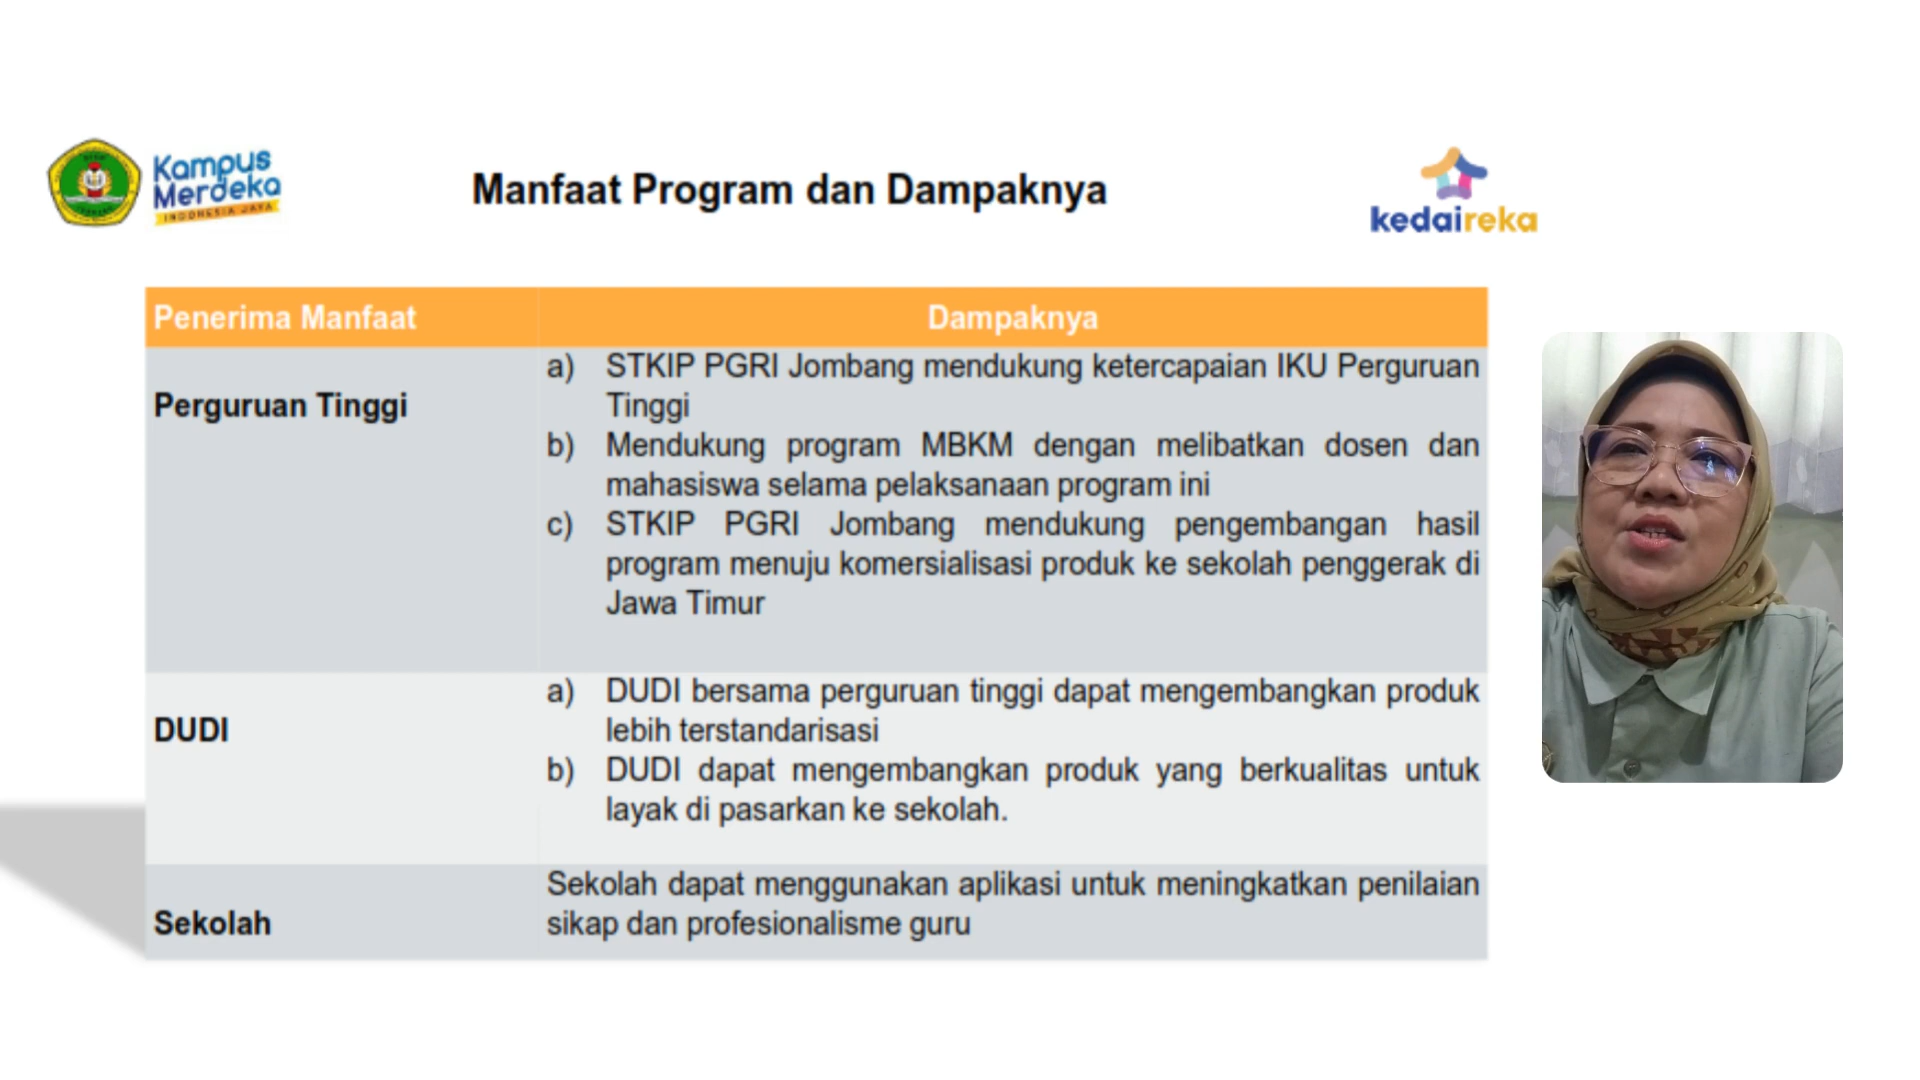 Kampus
Merdeka
INDONESIA JAYA
Manfaat Program dan Dampaknya
kedaireka
Penerima Manfaat
Dampaknya
Perguruan Tinggi
a) STKIP PGRI Jombang mendukung ketercapaian IKU Perguruan
Tinggi
b) Mendukung program MBKM dengan melibatkan dosen dan
mahasiswa selama pelaksanaan program ini
c) STKIP PGRI Jombang mendukung pengembangan hasil
program menuju komersialisasi produk ke sekolah penggerak di
Jawa Timur
DUDI
a) DUDI bersama perguruan tinggi dapat mengembangkan produk
lebih terstandarisasi
b) DUDI dapat mengembangkan produk yang berkualitas untuk
layak di pasarkan ke sekolah.
Sekolah
Sekolah dapat menggunakan aplikasi untuk meningkatkan penilaian
sikap dan profesionalisme guru